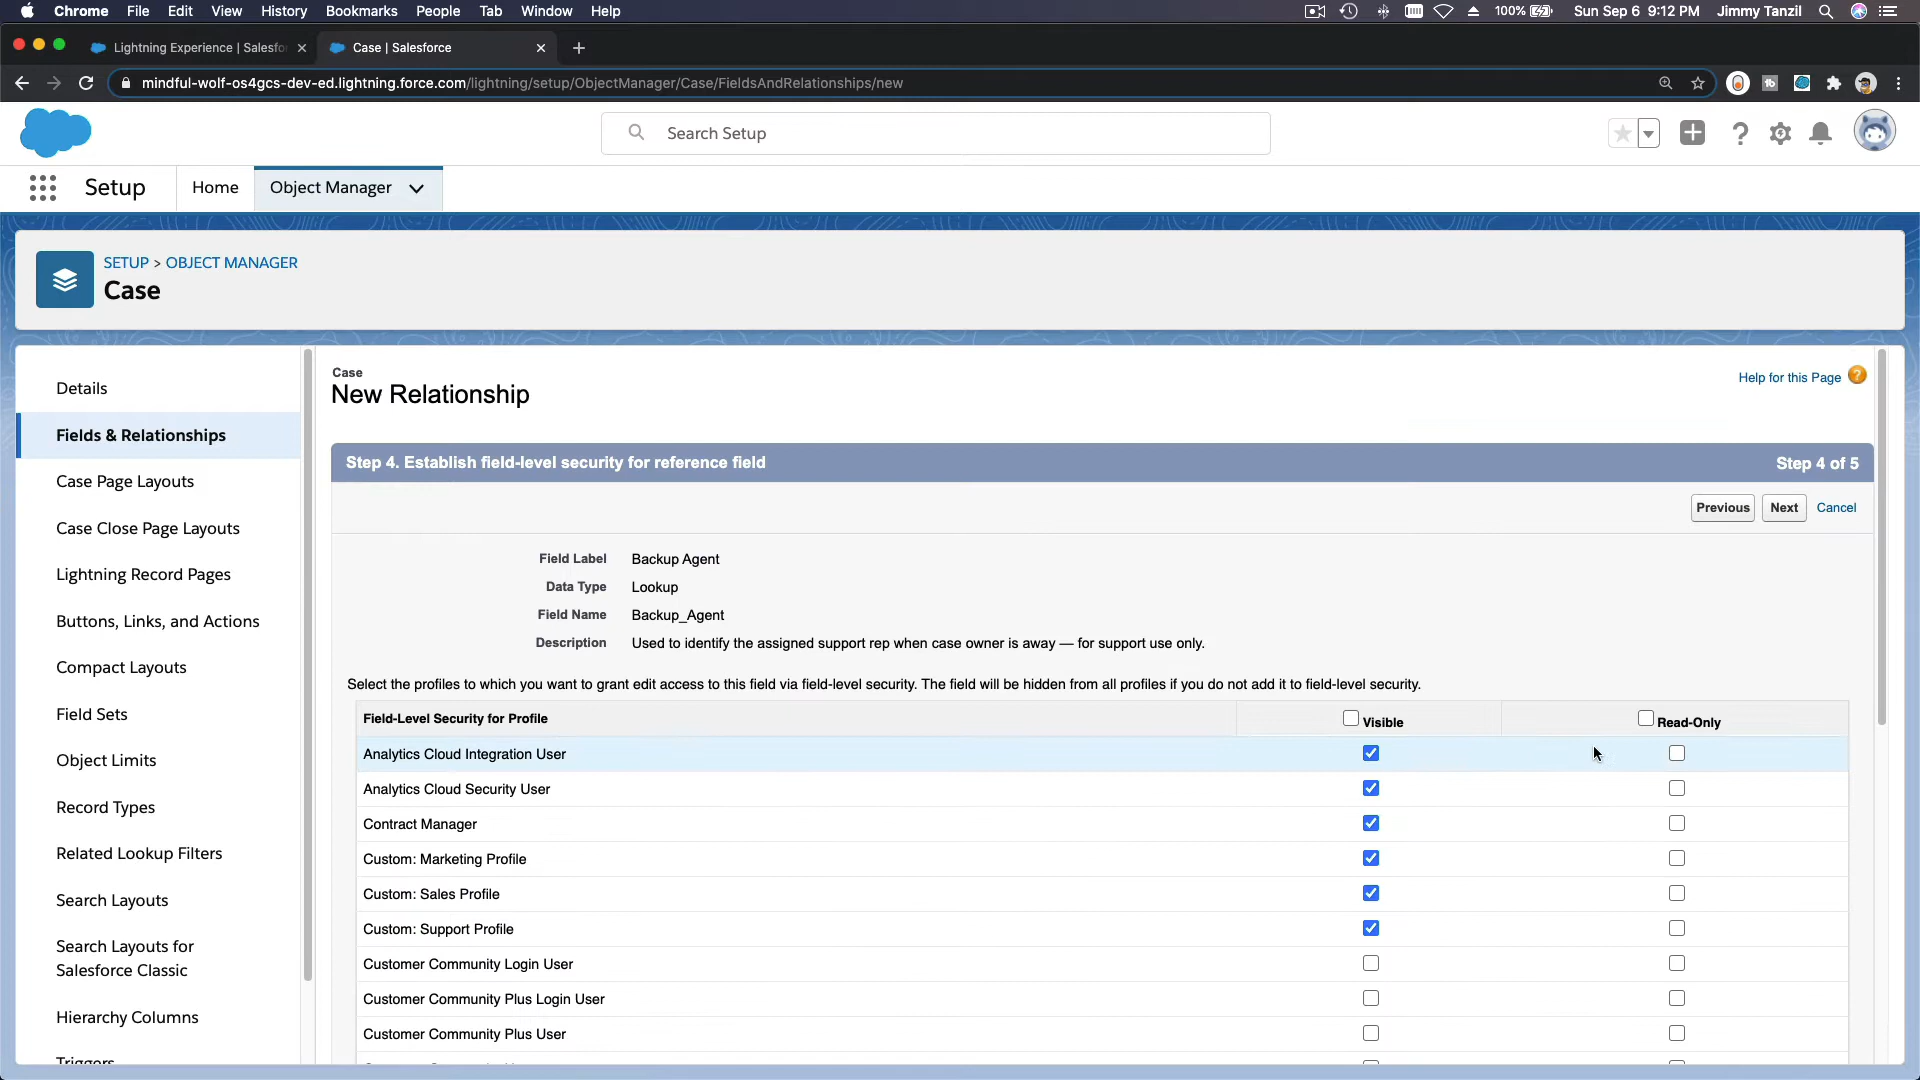 Chrome File Edit View History Bookmarks People Tab Window Help
100% Sun Sep 6 9:12 PM Jimmy Tanzil
Lightning Experience | Salesfo
Case | Salesforce
mindful-wolf-os4gcs-dev-ed.lightning.force.com/lightning/setup/ObjectManager/Case/FieldsAndRelationships/new
Search Setup
Setup Home Object Manager
SETUP > OBJECT MANAGER
Case
Details
Fields & Relationships
Case Page Layouts
Case Close Page Layouts
Lightning Record Pages
Buttons, Links, and Actions
Compact Layouts
Field Sets
Object Limits
Record Types
Related Lookup Filters
Search Layouts
Search Layouts for
Salesforce Classic
Hierarchy Columns
Triggers
Case
New Relationship
Help for this Page ?
Step 4. Establish field-level security for reference field Step 4 of 5
Previous Next Cancel
Field Label Backup Agent
Data Type Lookup
Field Name Backup_Agent
Description Used to identify the assigned support rep when case owner is away — for support use only.
Select the profiles to which you want to grant edit access to this field via field-level security. The field will be hidden from all profiles if you do not add it to field-level security.
Field-Level Security for Profile Visible Read-Only
Analytics Cloud Integration User
Analytics Cloud Security User
Contract Manager
Custom: Marketing Profile
Custom: Sales Profile
Custom: Support Profile
Customer Community Login User
Customer Community Plus Login User
Customer Community Plus User